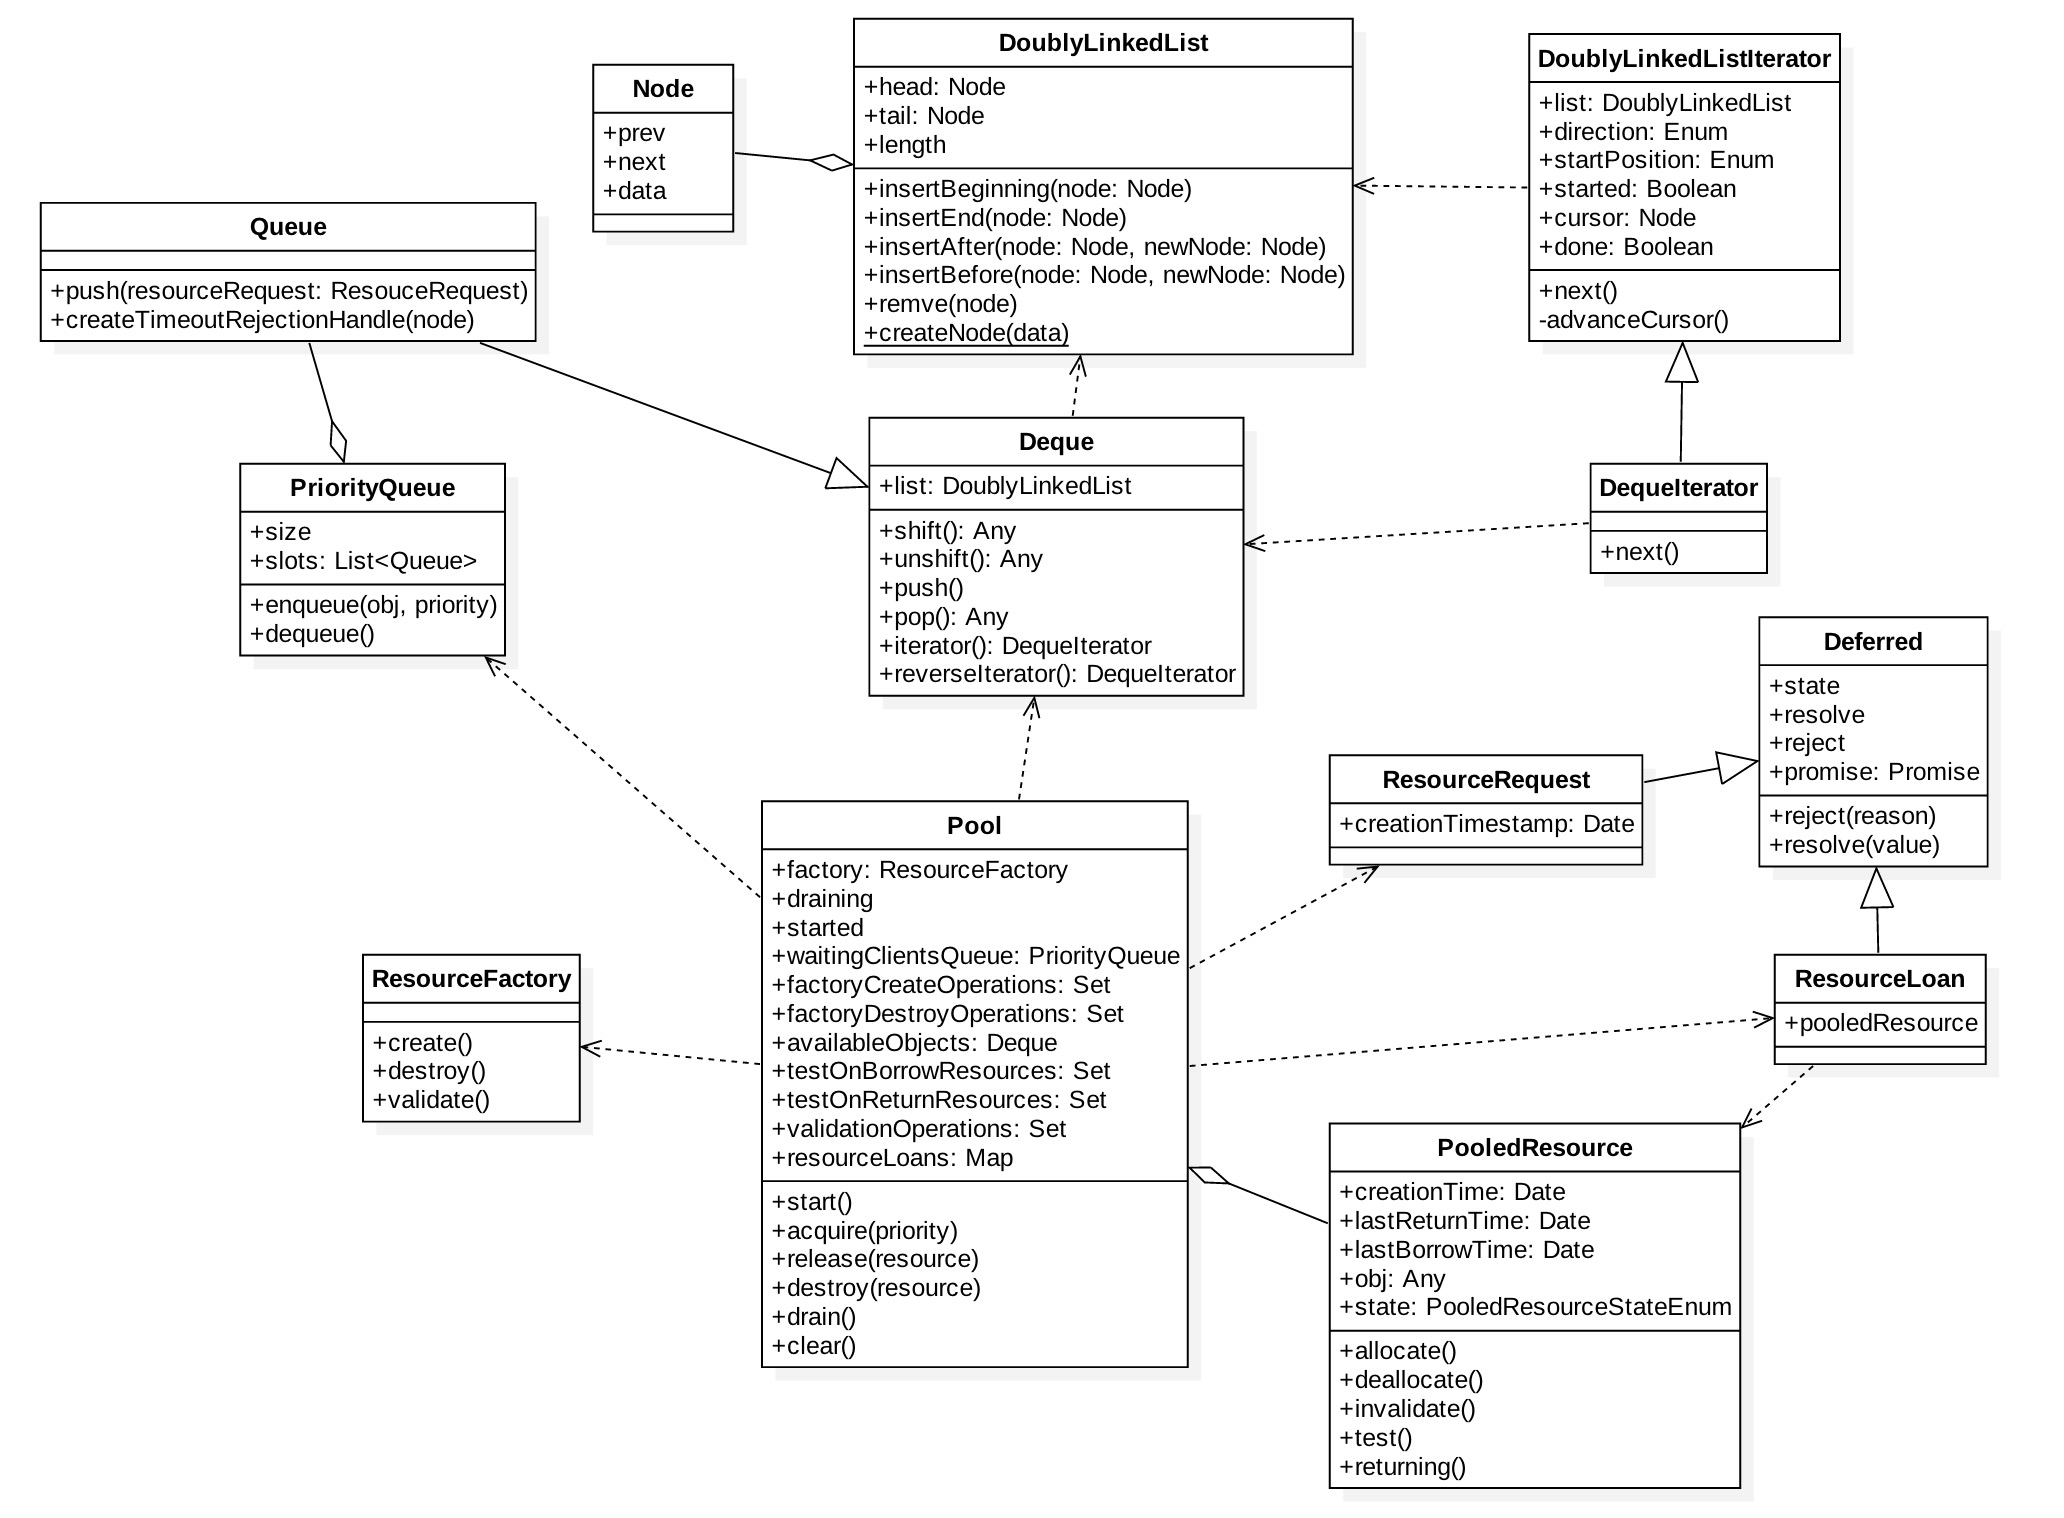 DoublyLinkedList
+head: Node
+tail: Node
+length
+insertBeginning(node: Node)
+insertEnd(node: Node)
+insertAfter(node: Node, newNode: Node)
+insertBefore(node: Node, newNode: Node)
+remve(node)
+createNode(data)
DoublyLinkedListIterator
+list: DoublyLinkedList
+direction: Enum
+startPosition: Enum
+started: Boolean
+cursor: Node
+done: Boolean
+next()
-advanceCursor()
Node
+prev
+next
+data
Queue
+push(resourceRequest: ResouceRequest)
+createTimeoutRejectionHandle(node)
PriorityQueue
+size
+slots: List<Queue>
+enqueue(obj, priority)
+dequeue()
Deque
+list: DoublyLinkedList
+shift(): Any
+unshift(): Any
+push()
+pop(): Any
+iterator(): DequeIterator
+reverseIterator(): DequeIterator
DequeIterator
+next()
Deferred
+state
+resolve
+reject
+promise: Promise
+reject(reason)
+resolve(value)
ResourceRequest
+creationTimestamp: Date
Pool
+factory: ResourceFactory
+draining
+started
+waitingClientsQueue: PriorityQueue
+factoryCreateOperations: Set
+factoryDestroyOperations: Set
+availableObjects: Deque
+testOnBorrowResources: Set
+testOnReturnResources: Set
+validationOperations: Set
+resourceLoans: Map
+start()
+acquire(priority)
+release(resource)
+destroy(resource)
+drain()
+clear()
ResourceFactory
+create()
+destroy()
+validate()
ResourceLoan
+pooledResource
PooledResource
+creationTime: Date
+lastReturnTime: Date
+lastBorrowTime: Date
+obj: Any
+state: PooledResourceStateEnum
+allocate()
+deallocate()
+invalidate()
+test()
+returning()